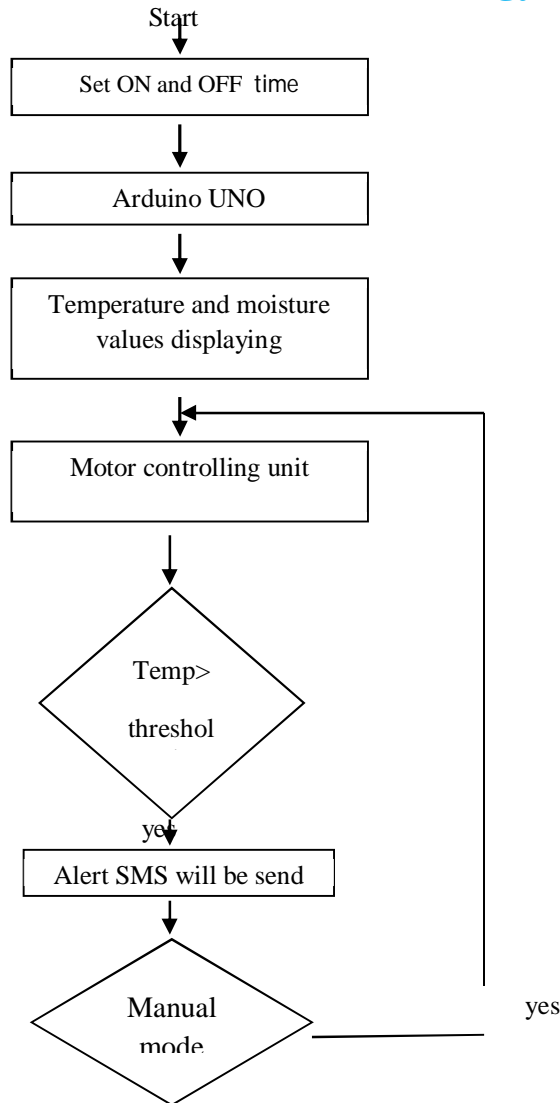 Start
Set ON and OFF time
Arduino UNO
Temperature and moisture
values displaying
Motor controlling unit
Temp>
threshol
yes
Alert SMS will be send
Manual
mode
yes